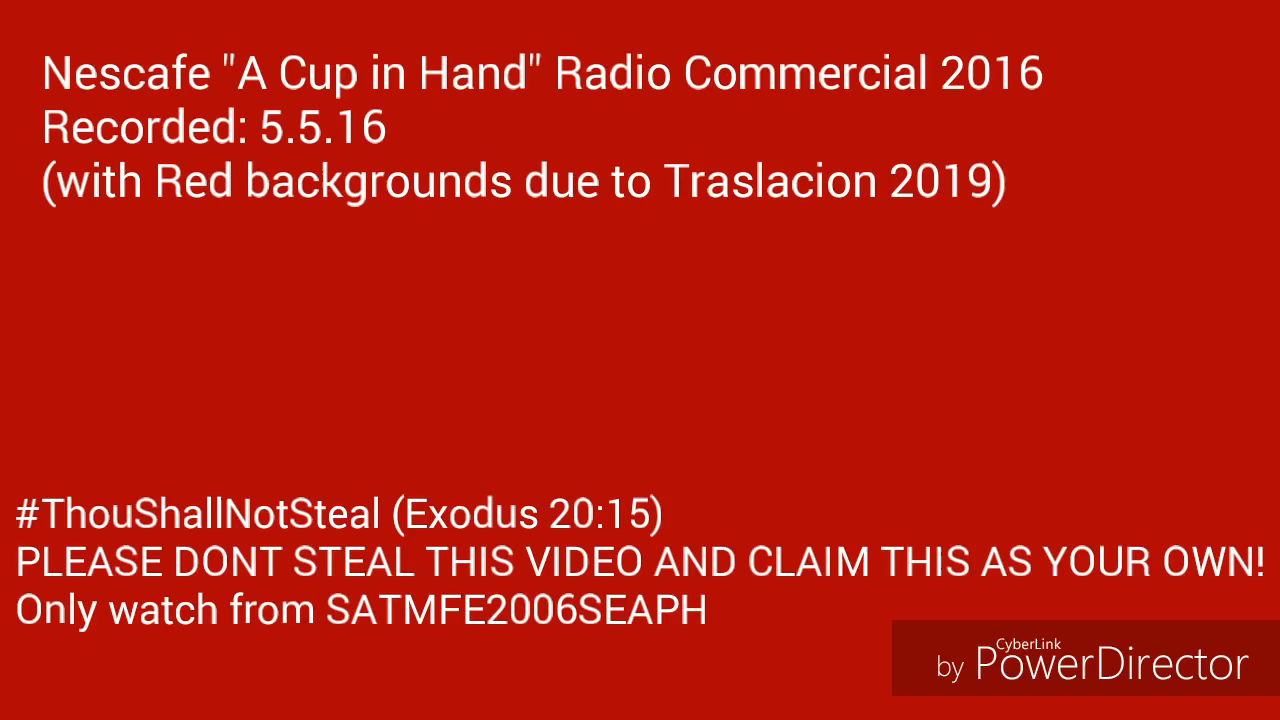 Nescafe "A Cup in Hand" Radio Commercial 2016
Recorded: 5.5.16
(with Red backgrounds due to Traslacion 2019)
#ThouShallNotSteal (Exodus 20:15)
PLEASE DONT STEAL THIS VIDEO AND CLAIM THIS AS YOUR OWN!
Only watch from SATMFE2006SEAPH
CyberLink
by PowerDirector